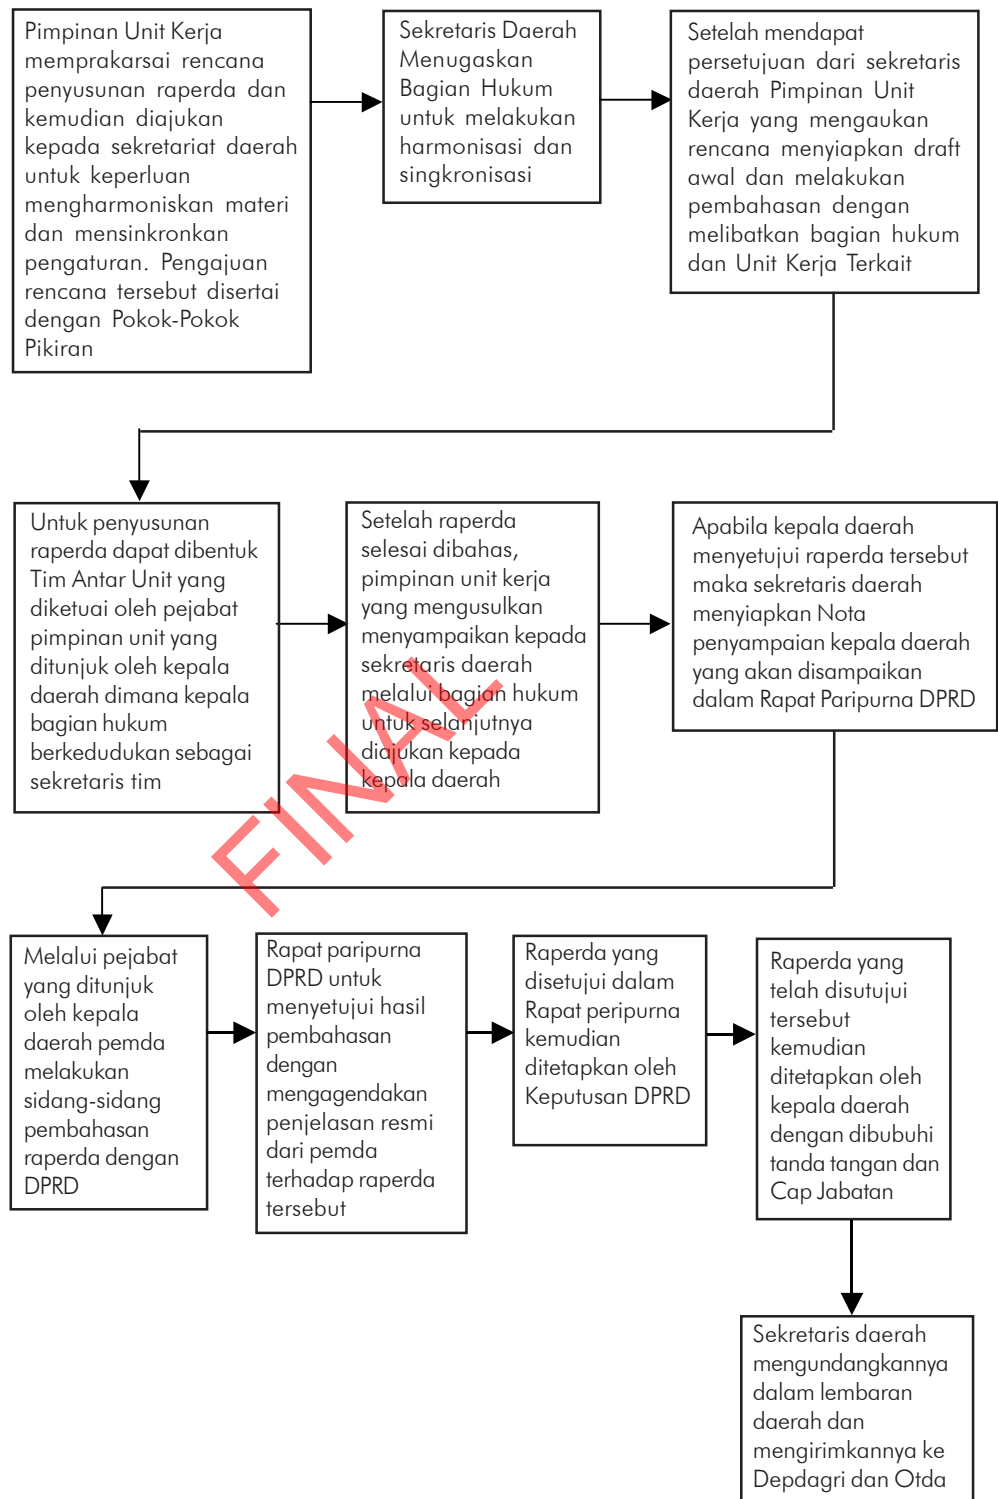 Pimpinan Unit Kerja
memprakarsai rencana
penyusunan raperda dan
kemudian diajukan
kepada sekretariat daerah
untuk keperluan
mengharmoniskan materi
dan mensinkronkan
pengaturan. Pengajuan
rencana tersebut disertai
dengan Pokok-Pokok
Pikiran
Sekretaris Daerah
Menugaskan
Bagian Hukum
untuk melakukan
harmonisasi dan
singkronisasi
Setelah mendapat
persetujuan dari sekretaris
daerah Pimpinan Unit
Kerja yang mengaukan
rencana menyiapkan draft
awal dan melakukan
pembahasan dengan
melibatkan bagian hukum
dan Unit Kerja Terkait
Untuk penyusunan
raperda dapat dibentuk
Tim Antar Unit yang
diketuai oleh pejabat
pimpinan unit yang
ditunjuk oleh kepala
daerah dimana kepala
bagian hukum
berkedudukan sebagai
sekretaris tim
Setelah raperda
selesai dibahas,
pimpinan unit kerja
yang mengusulkan
menyampaikan kepada
sekretaris daerah
melalui bagian hukum
untuk selanjutnya
diajukan kepada
kepala daerah
Apabila kepala daerah
menyetujui raperda tersebut
maka sekretaris daerah
menyiapkan Nota
penyampaian kepala daerah
yang akan disampaikan
dalam Rapat Paripurna DPRD
FINAL
Melalui pejabat
yang ditunjuk
oleh kepala
daerah pemda
melakukan
sidang-sidang
pembahasan
raperda dengan
DPRD
Rapat paripurna
DPRD untuk
menyetujui hasil
pembahasan
dengan
mengagendakan
penjelasan resmi
dari pemda
terhadap raperda
tersebut
Raperda yang
disetujui dalam
Rapat peripurna
kemudian
ditetapkan oleh
Keputusan DPRD
Raperda yang
telah disutujui
tersebut
kemudian
ditetapkan oleh
kepala daerah
dengan dibubuhi
tanda tangan dan
Cap Jabatan
Sekretaris daerah
mengundangkannya
dalam lembaran
daerah dan
mengirimkannya ke
Depdagri dan Otda